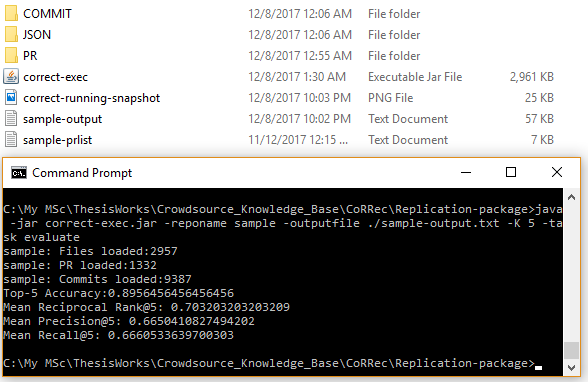 COMMIT 12/8/2017 12:06 AM File folder
JSON 12/8/2017 12:06 AM File folder
PR 12/8/2017 12:55 AM File folder
correct-exec 12/8/2017 1:30 AM Executable Jar File 2,961 KB
correct-running-snapshot 12/8/2017 10:03 PM PNG File 25 KB
sample-output 12/8/2017 10:02 PM Text Document 57 KB
sample-prlist 11/12/2017 12:15 ... Text Document 7 KB
C:\. Command Prompt
C:\My MSc\ThesisWorks\Crowdsource_Knowledge_Base\CoRRec\Replication-package>java
-jar correct-exec.jar -reponame sample -outputfile ./sample-output.txt -K 5 -ta
sk evaluate
sample: Files loaded:2957
sample: PR loaded:1332
sample: Commits loaded:9387
Top-5 Accuracy:0.8956456456456456
Mean Reciprocal Rank@5: 0.703203203203209
Mean Precision@5: 0.6650410827494202
Mean Recall@5: 0.6660533639700303
C:\My MSc\ThesisWorks\Crowdsource_Knowledge_Base\CoRRec\Replication-package>